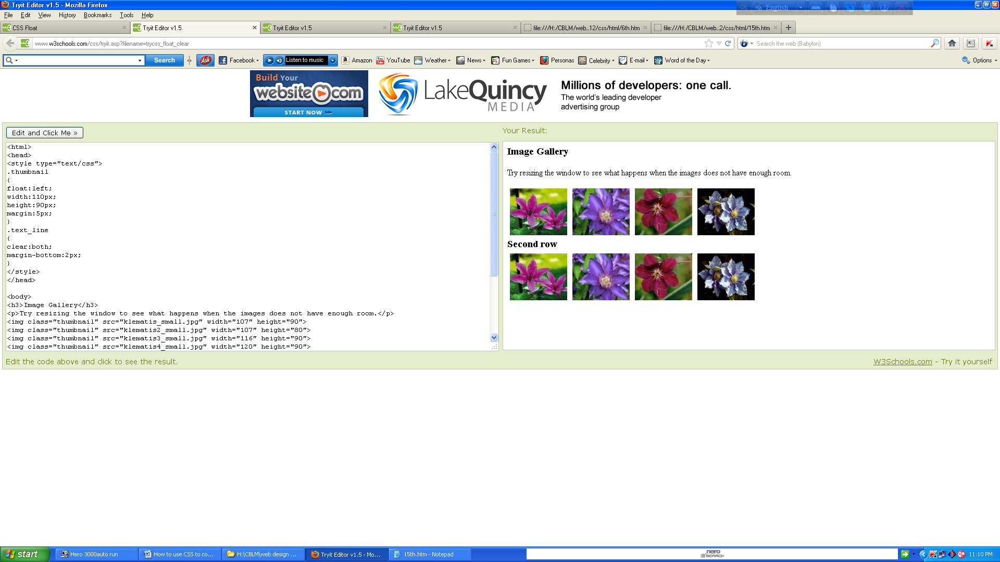 Tryit Editor v1.5 - Mozilla Firefox
English
File Edit View History Bookmarks Tools Help
CSS Float
Tryit Editor v1.5
Tryit Editor v1.5
Tryit Editor v1.5
file:///H:/CBLM/web...12/css/html/6th.htm
file:///H:/CBLM/web...2/css/html/15th.htm
www.w3schools.com/css/tryit.asp?filename=trycss_float_clear
Search the web (Babylon)
Search Ask Facebook Listen to music Amazon YouTube Weather News Fun Games Personas Celebrity E-mail Word of the Day Options
Build Your
website.com
START NOW
LakeQuincy
MEDIA
Millions of developers: one call.
The world's leading developer
advertising group
Edit and Click Me »
Your Result:
<html>
<head>
<style type="text/css">
.thumbnail
{
float:left;
width:110px;
height:90px;
margin:5px;
}
.text_line
{
clear:both;
margin-bottom:2px;
}
</style>
</head>
<body>
<h3>Image Gallery</h3>
<p>Try resizing the window to see what happens when the images does not have enough room.</p>
<img class="thumbnail" src="klematis_small.jpg" width="107" height="90">
<img class="thumbnail" src="klematis2_small.jpg" width="107" height="80">
<img class="thumbnail" src="klematis3_small.jpg" width="116" height="90">
<img class="thumbnail" src="klematis4_small.jpg" width="120" height="90">
Image Gallery
Try resizing the window to see what happens when the images does not have enough room.
Second row
Edit the code above and click to see the result.
W3Schools.com - Try it yourself
start
Hero 3000auto run
How to use CSS to co...
H:\CBLM\web design ...
Tryit Editor v1.5 - Mo...
15th.htm - Notepad
nero
SEARCH
11:10 PM